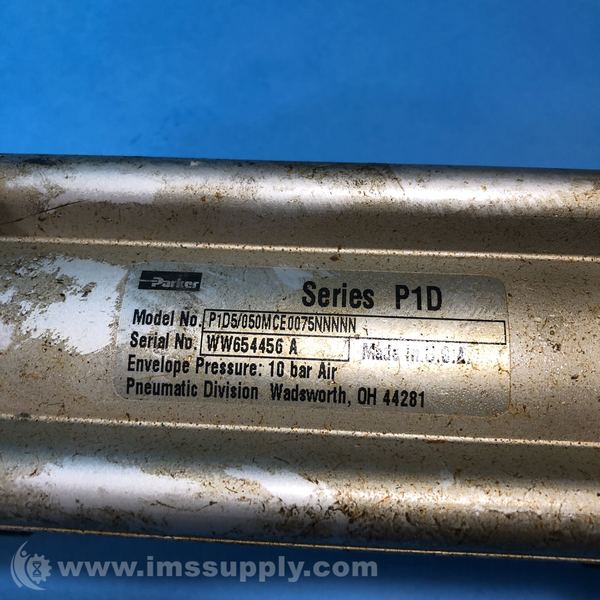 Parker
Series P1D
Model No. P1D5/050MCE0075NNNNN
Serial No. WW654456 A
Made in U.S.A.
Envelope Pressure: 10 bar Air
Pneumatic Division Wadsworth, OH 44281
www.imssupply.com